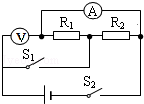 A
V R₁ R₂
S₁
S₂